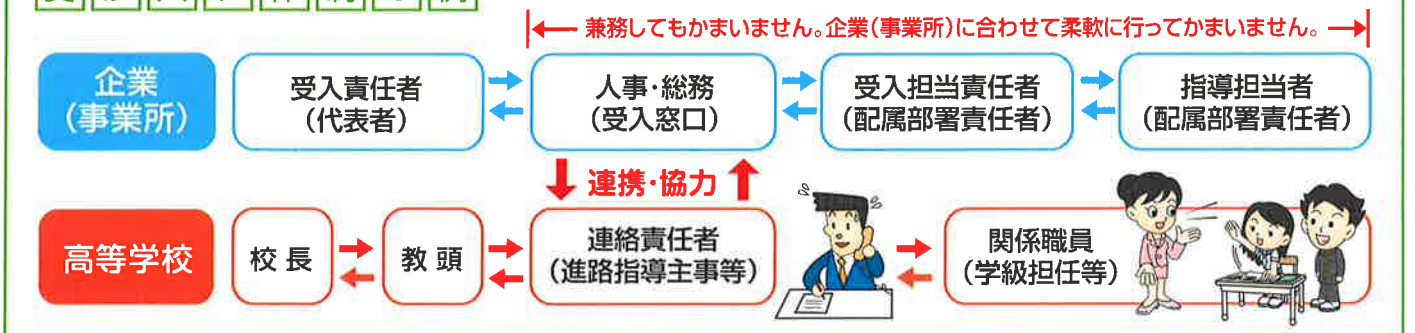 兼務してもかまいません。企業(事業所)に合わせて柔軟に行ってかまいません。
企業
(事業所)
受入責任者
(代表者)
人事・総務
(受入窓口)
受入担当責任者
(配属部署責任者)
指導担当者
(配属部署責任者)
連携・協力
高等学校
校長
教頭
連絡責任者
(進路指導主事等)
関係職員
(学級担任等)